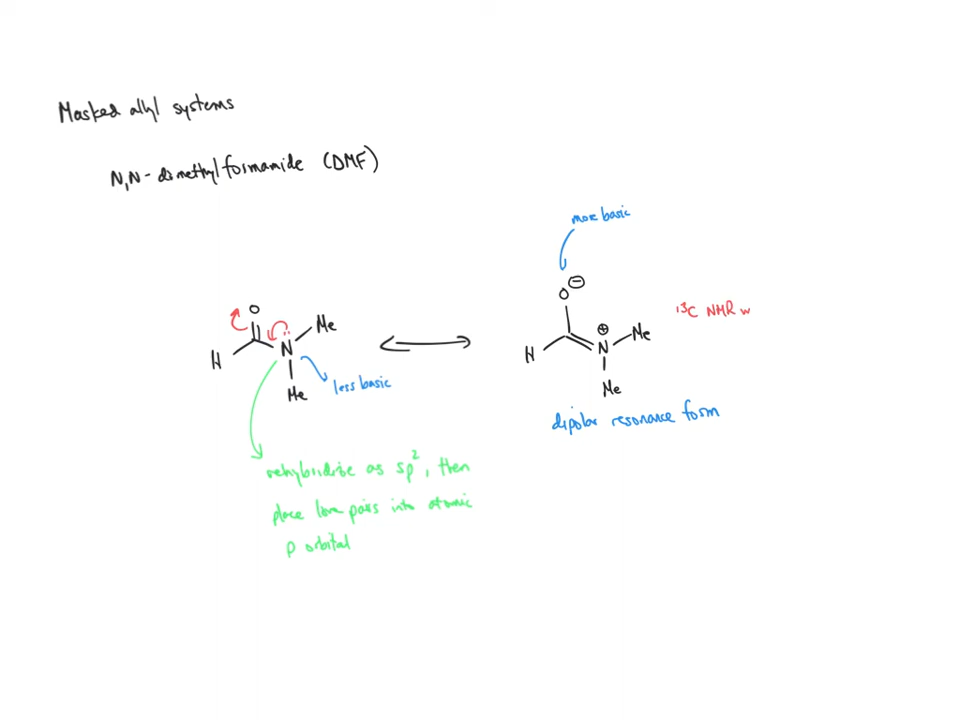 Masked allyl systems
N,N-dimethylformamide (DMF)
more basic
O ⊖
O
Me
H
N
Me
less basic
¹³C NMR w
⊕
H
N
Me
Me
dipolar resonance form
rehybridize as sp², then
place lone pairs into atomic
p orbital